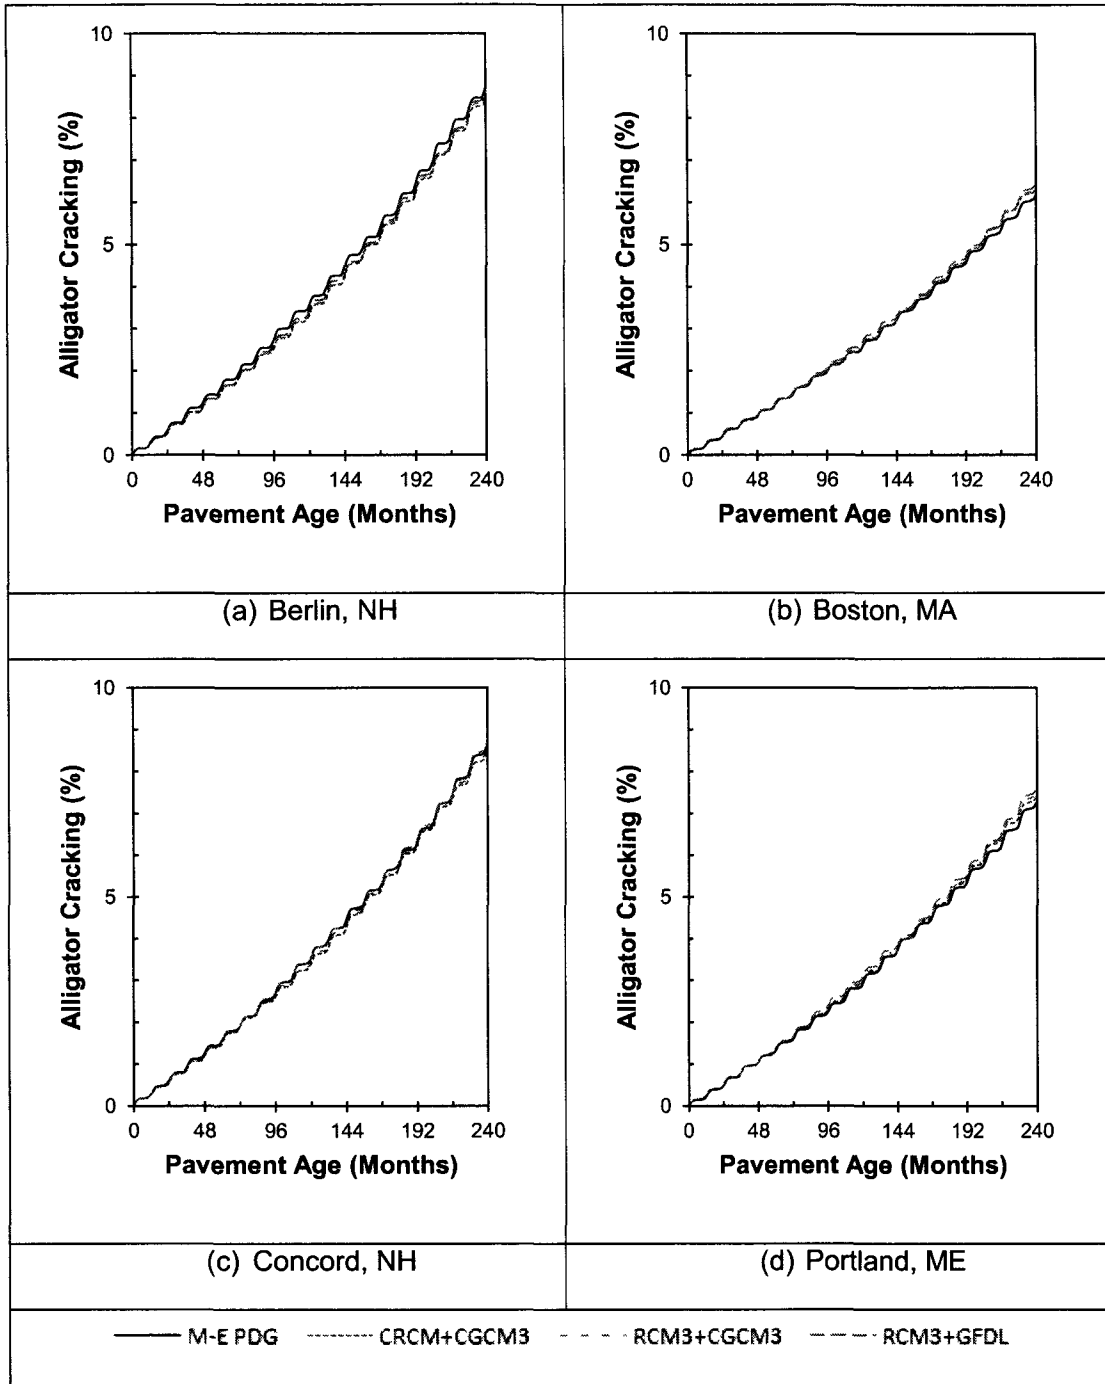 10
5
0
Alligator Cracking (%)
0 48 96 144 192 240
Pavement Age (Months)
(a) Berlin, NH
10
5
0
Alligator Cracking (%)
0 48 96 144 192 240
Pavement Age (Months)
(b) Boston, MA
10
5
0
Alligator Cracking (%)
0 48 96 144 192 240
Pavement Age (Months)
(c) Concord, NH
10
5
0
Alligator Cracking (%)
0 48 96 144 192 240
Pavement Age (Months)
(d) Portland, ME
M-E PDG CRCM+CGCM3 RCM3+CGCM3 RCM3+GFDL